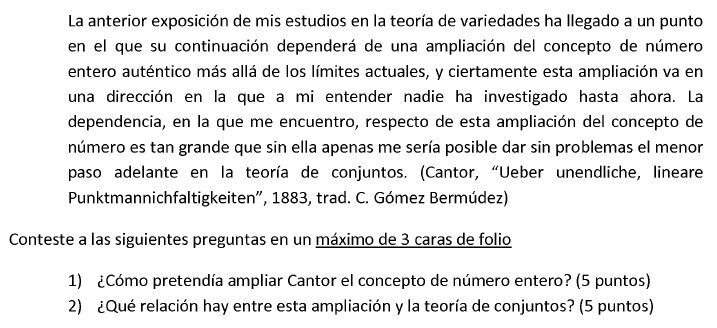 La anterior exposición de mis estudios en la teoría de variedades ha llegado a un punto
en el que su continuación dependerá de una ampliación del concepto de número
entero auténtico más allá de los límites actuales, y ciertamente esta ampliación va en
una dirección en la que a mi entender nadie ha investigado hasta ahora. La
dependencia, en la que me encuentro, respecto de esta ampliación del concepto de
número es tan grande que sin ella apenas me sería posible dar sin problemas el menor
paso adelante en la teoría de conjuntos. (Cantor, “Ueber unendliche, lineare
Punktmannichfaltigkeiten”, 1883, trad. C. Gómez Bermúdez)
Conteste a las siguientes preguntas en un máximo de 3 caras de folio
1) ¿Cómo pretendía ampliar Cantor el concepto de número entero? (5 puntos)
2) ¿Qué relación hay entre esta ampliación y la teoría de conjuntos? (5 puntos)